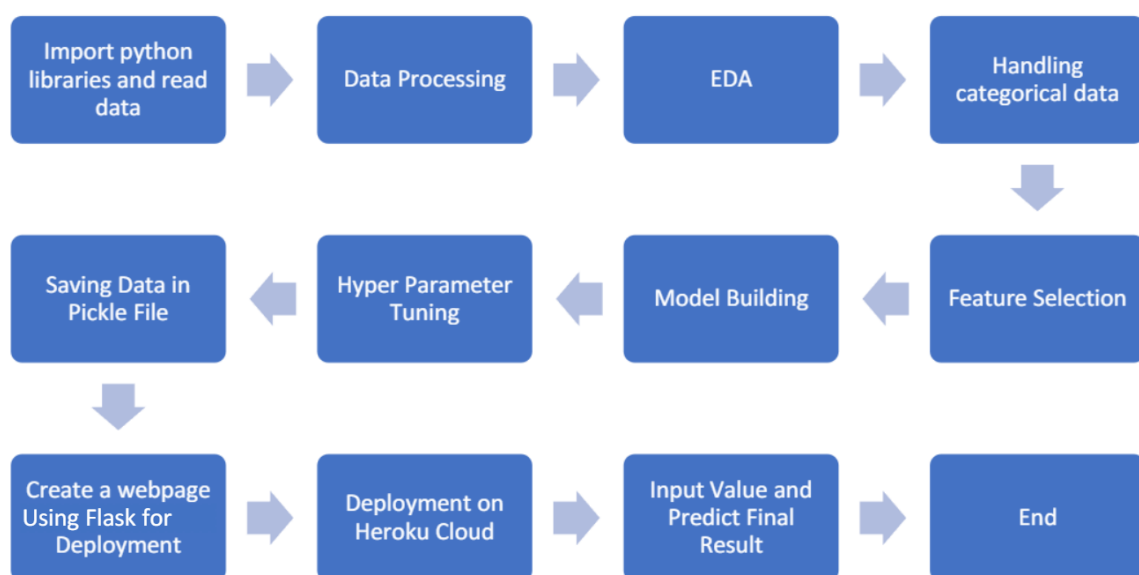 Import python
libraries and read
data
Data Processing
EDA
Handling
categorical data
Feature Selection
Model Building
Hyper Parameter
Tuning
Saving Data in
Pickle File
Create a webpage
Using Flask for
Deployment
Deployment on
Heroku Cloud
Input Value and
Predict Final
Result
End